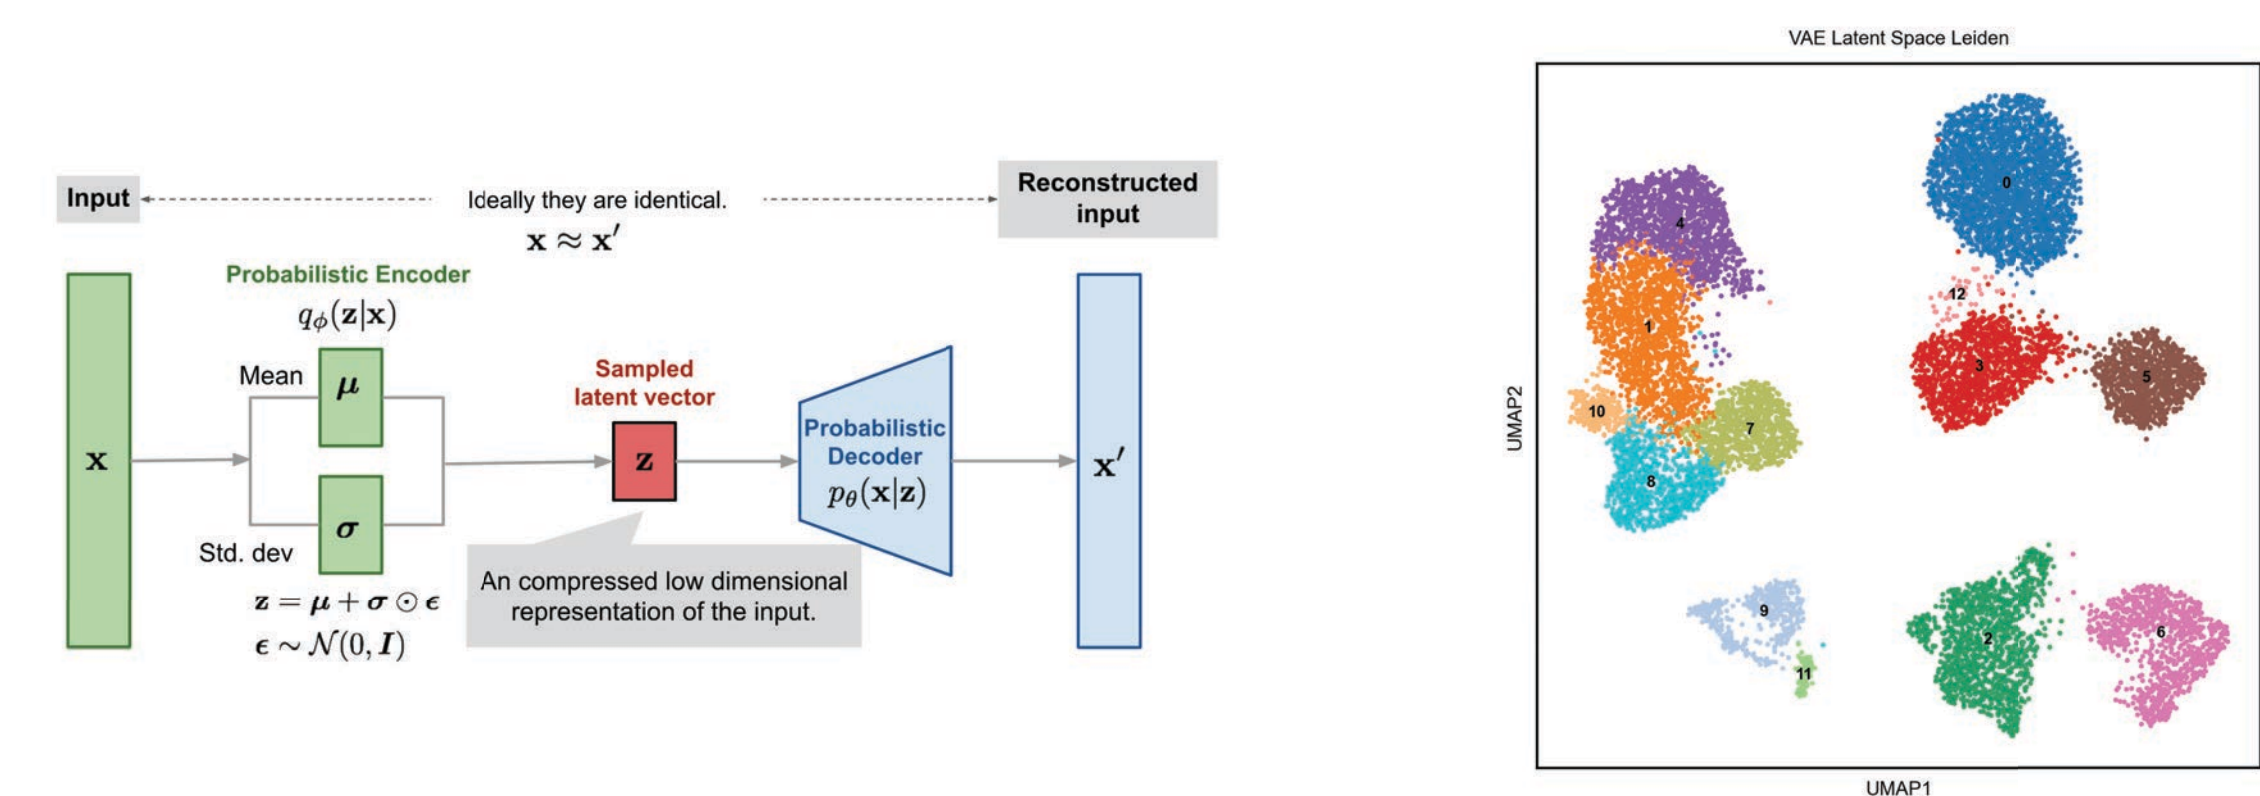 Input
Ideally they are identical.
x ≈ x′
Reconstructed
input
Probabilistic Encoder
qϕ(z|x)
Mean
μ
Std. dev
σ
x
z = μ + σ ⊙ ϵ
ϵ ∼ 𝒩(0, I)
Sampled
latent vector
z
An compressed low dimensional
representation of the input.
Probabilistic
Decoder
pθ(x|z)
x′
VAE Latent Space Leiden
0
4
12
1
3
5
10
7
8
9
11
2
6
UMAP2
UMAP1